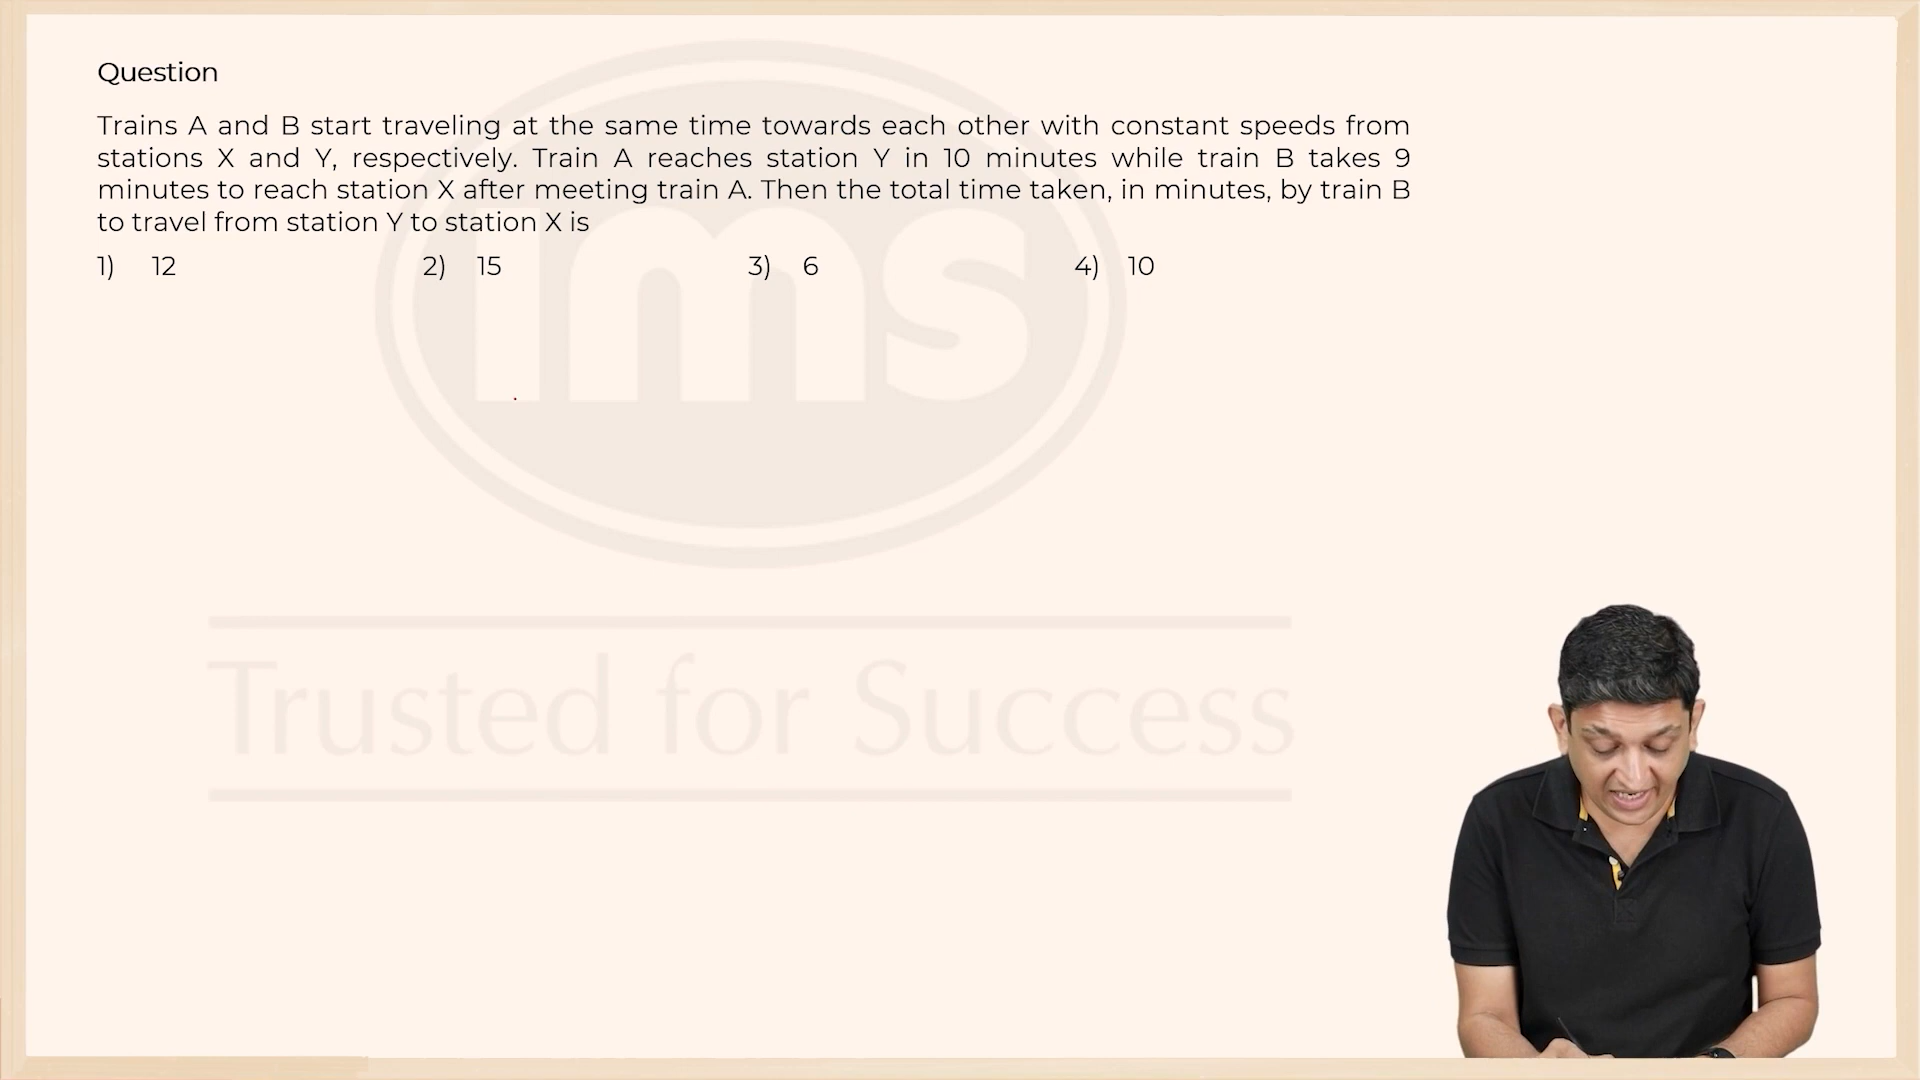 Question
Trains A and B start traveling at the same time towards each other with constant speeds from
stations X and Y, respectively. Train A reaches station Y in 10 minutes while train B takes 9
minutes to reach station X after meeting train A. Then the total time taken, in minutes, by train B
to travel from station Y to station X is
1) 12 2) 15 3) 6 4) 10
ims
Trusted for Success